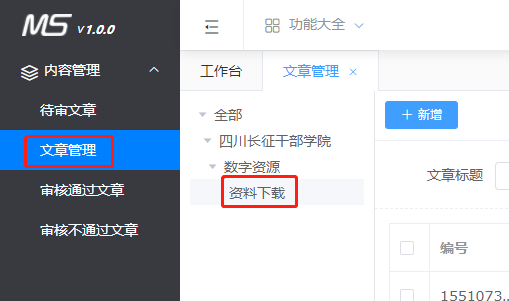 MS V 1.0.0
功能大全
内容管理
待审文章
文章管理
审核通过文章
审核不通过文章
工作台
文章管理 ×
全部
四川长征干部学院
数字资源
资料下载
+ 新增
文章标题
编号
1551073...